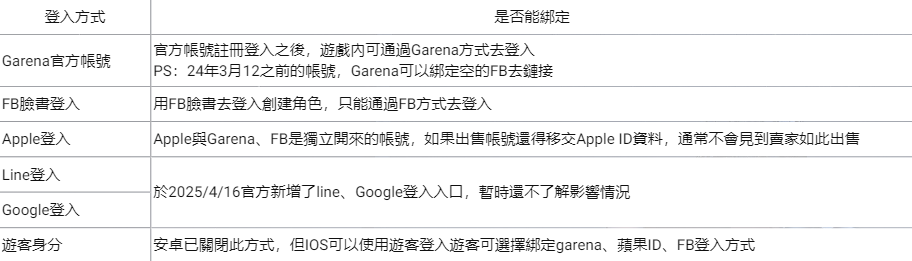 登入方式
是否能綁定
Garena官方帳號
官方帳號註冊登入之後，遊戲內可通過Garena方式去登入
PS：24年3月12之前的帳號，Garena可以綁定空的FB去鏈接
FB臉書登入
用FB臉書去登入創建角色，只能通過FB方式去登入
Apple登入
Apple與Garena、FB是獨立開來的帳號，如果出售帳號還得移交Apple ID資料，通常不會見到賣家如此出售
Line登入
於2025/4/16官方新增了line、Google登入入口，暫時還不了解影響情況
Google登入
遊客身分
安卓已關閉此方式，但IOS可以使用遊客登入遊客可選擇綁定garena、蘋果ID、FB登入方式